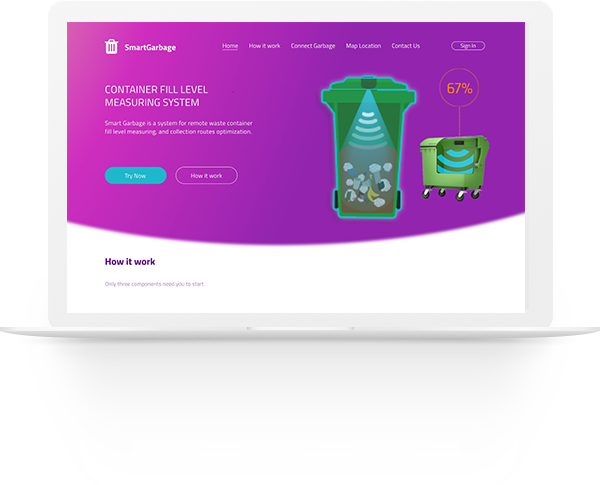 SmartGarbage
Home How it work Connect Garbage Map Location Contact Us Sign In
CONTAINER FILL LEVEL
MEASURING SYSTEM
67%
Smart Garbage is a system for remote waste container
fill level measuring, and collection routes optimization.
Try Now How it work
How it work
Only three components need you to start